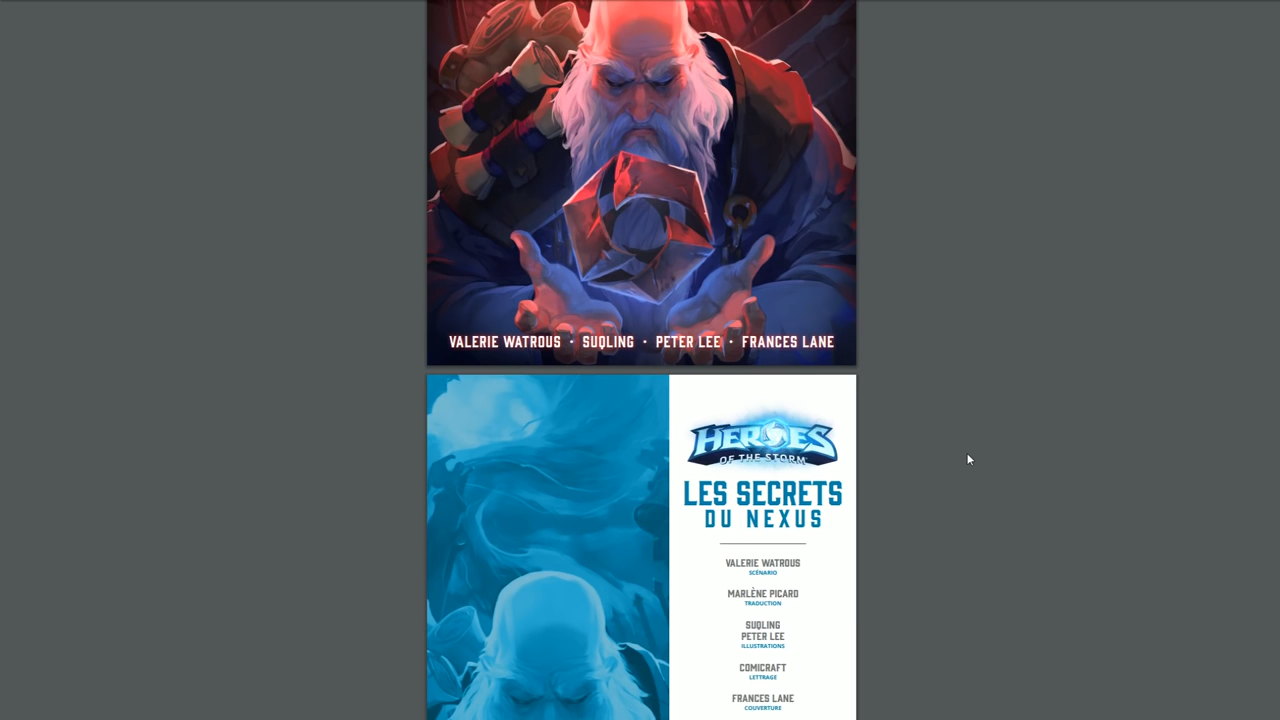 VALERIE WATROUS • SUQLING • PETER LEE • FRANCES LANE
HEROES
OF THE STORM
LES SECRETS
DU NEXUS
VALERIE WATROUS
SCÉNARIO
MARLÈNE PICARD
TRADUCTION
SUQLING
PETER LEE
ILLUSTRATIONS
COMICRAFT
LETTRAGE
FRANCES LANE
COUVERTURE